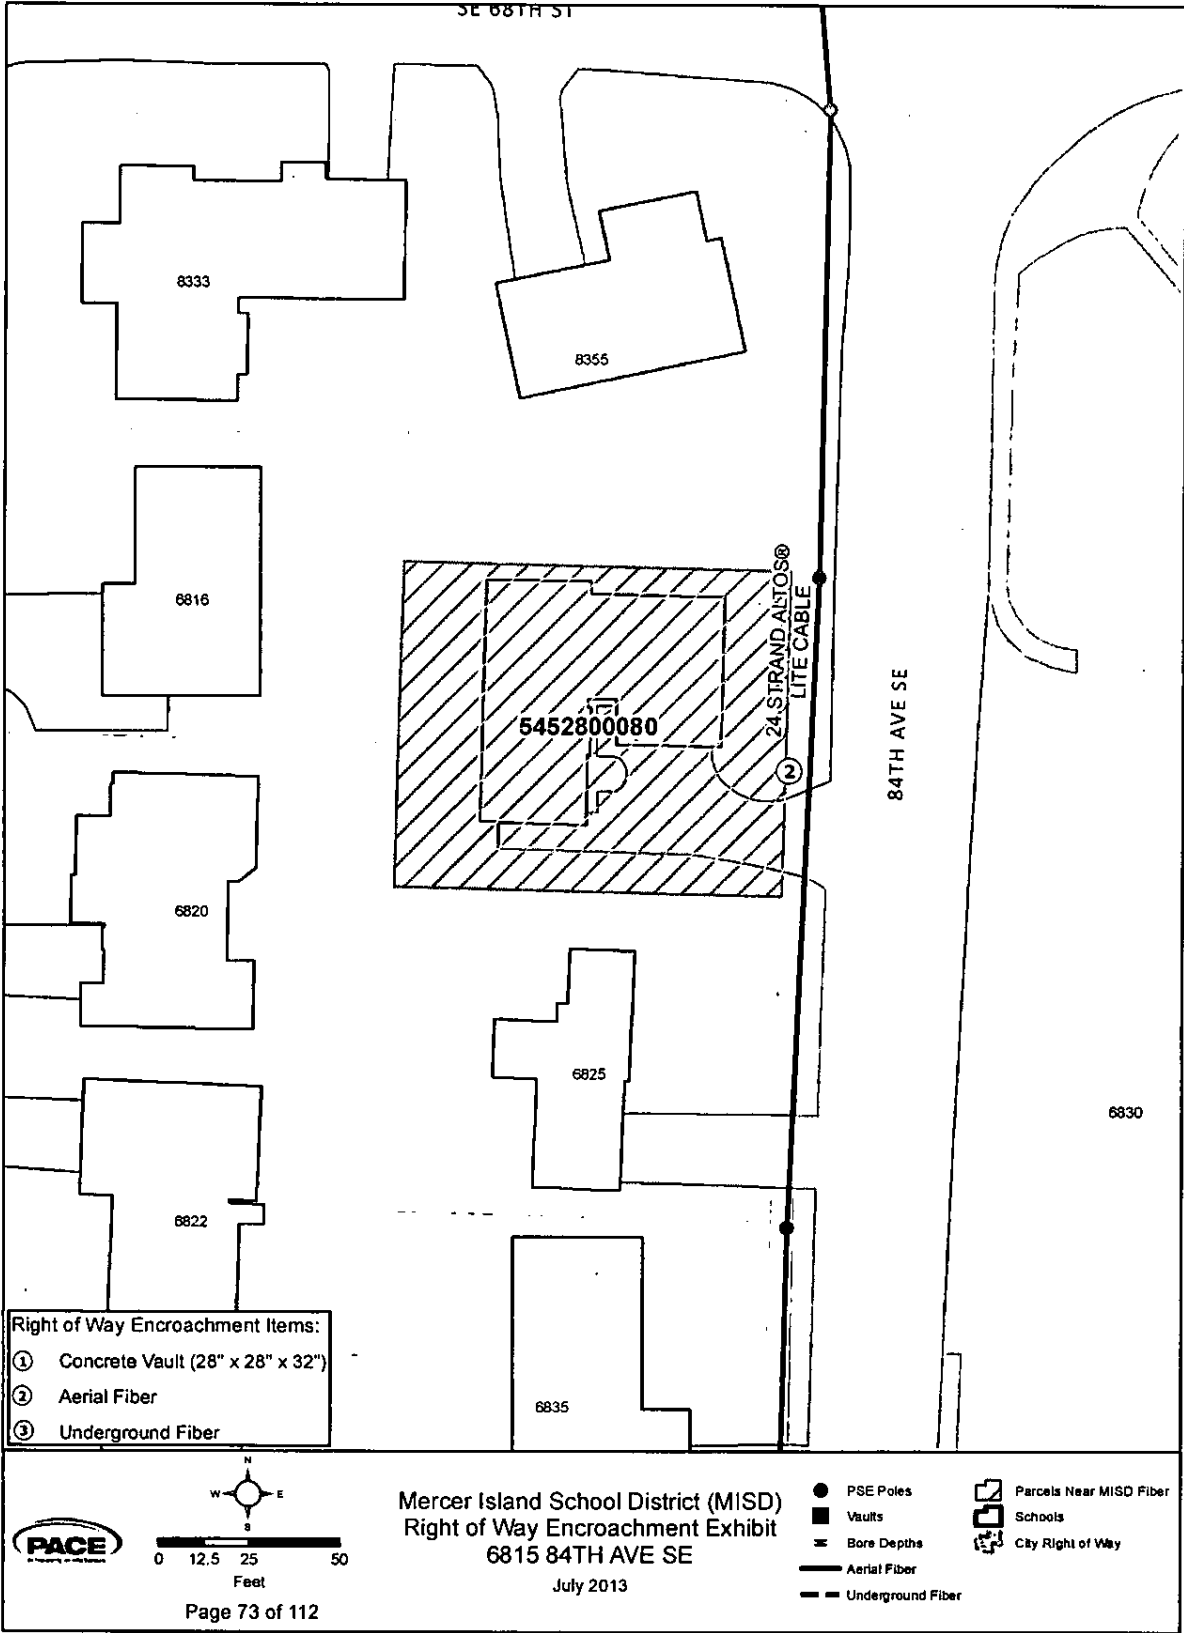 SE 68TH ST
8333
8355
6816
24 STRAND ALTOS®
LITE CABLE
84TH AVE SE
5452800080
2
6820
6825
6830
6822
6835
Right of Way Encroachment Items:
1 Concrete Vault (28" x 28" x 32")
2 Aerial Fiber
3 Underground Fiber
N
W E
S
PACE
0 12.5 25 50
Feet
Page 73 of 112
Mercer Island School District (MISD)
Right of Way Encroachment Exhibit
6815 84TH AVE SE
July 2013
PSE Poles
Vaults
Bore Depths
Aerial Fiber
Underground Fiber
Parcels Near MISD Fiber
Schools
City Right of Way